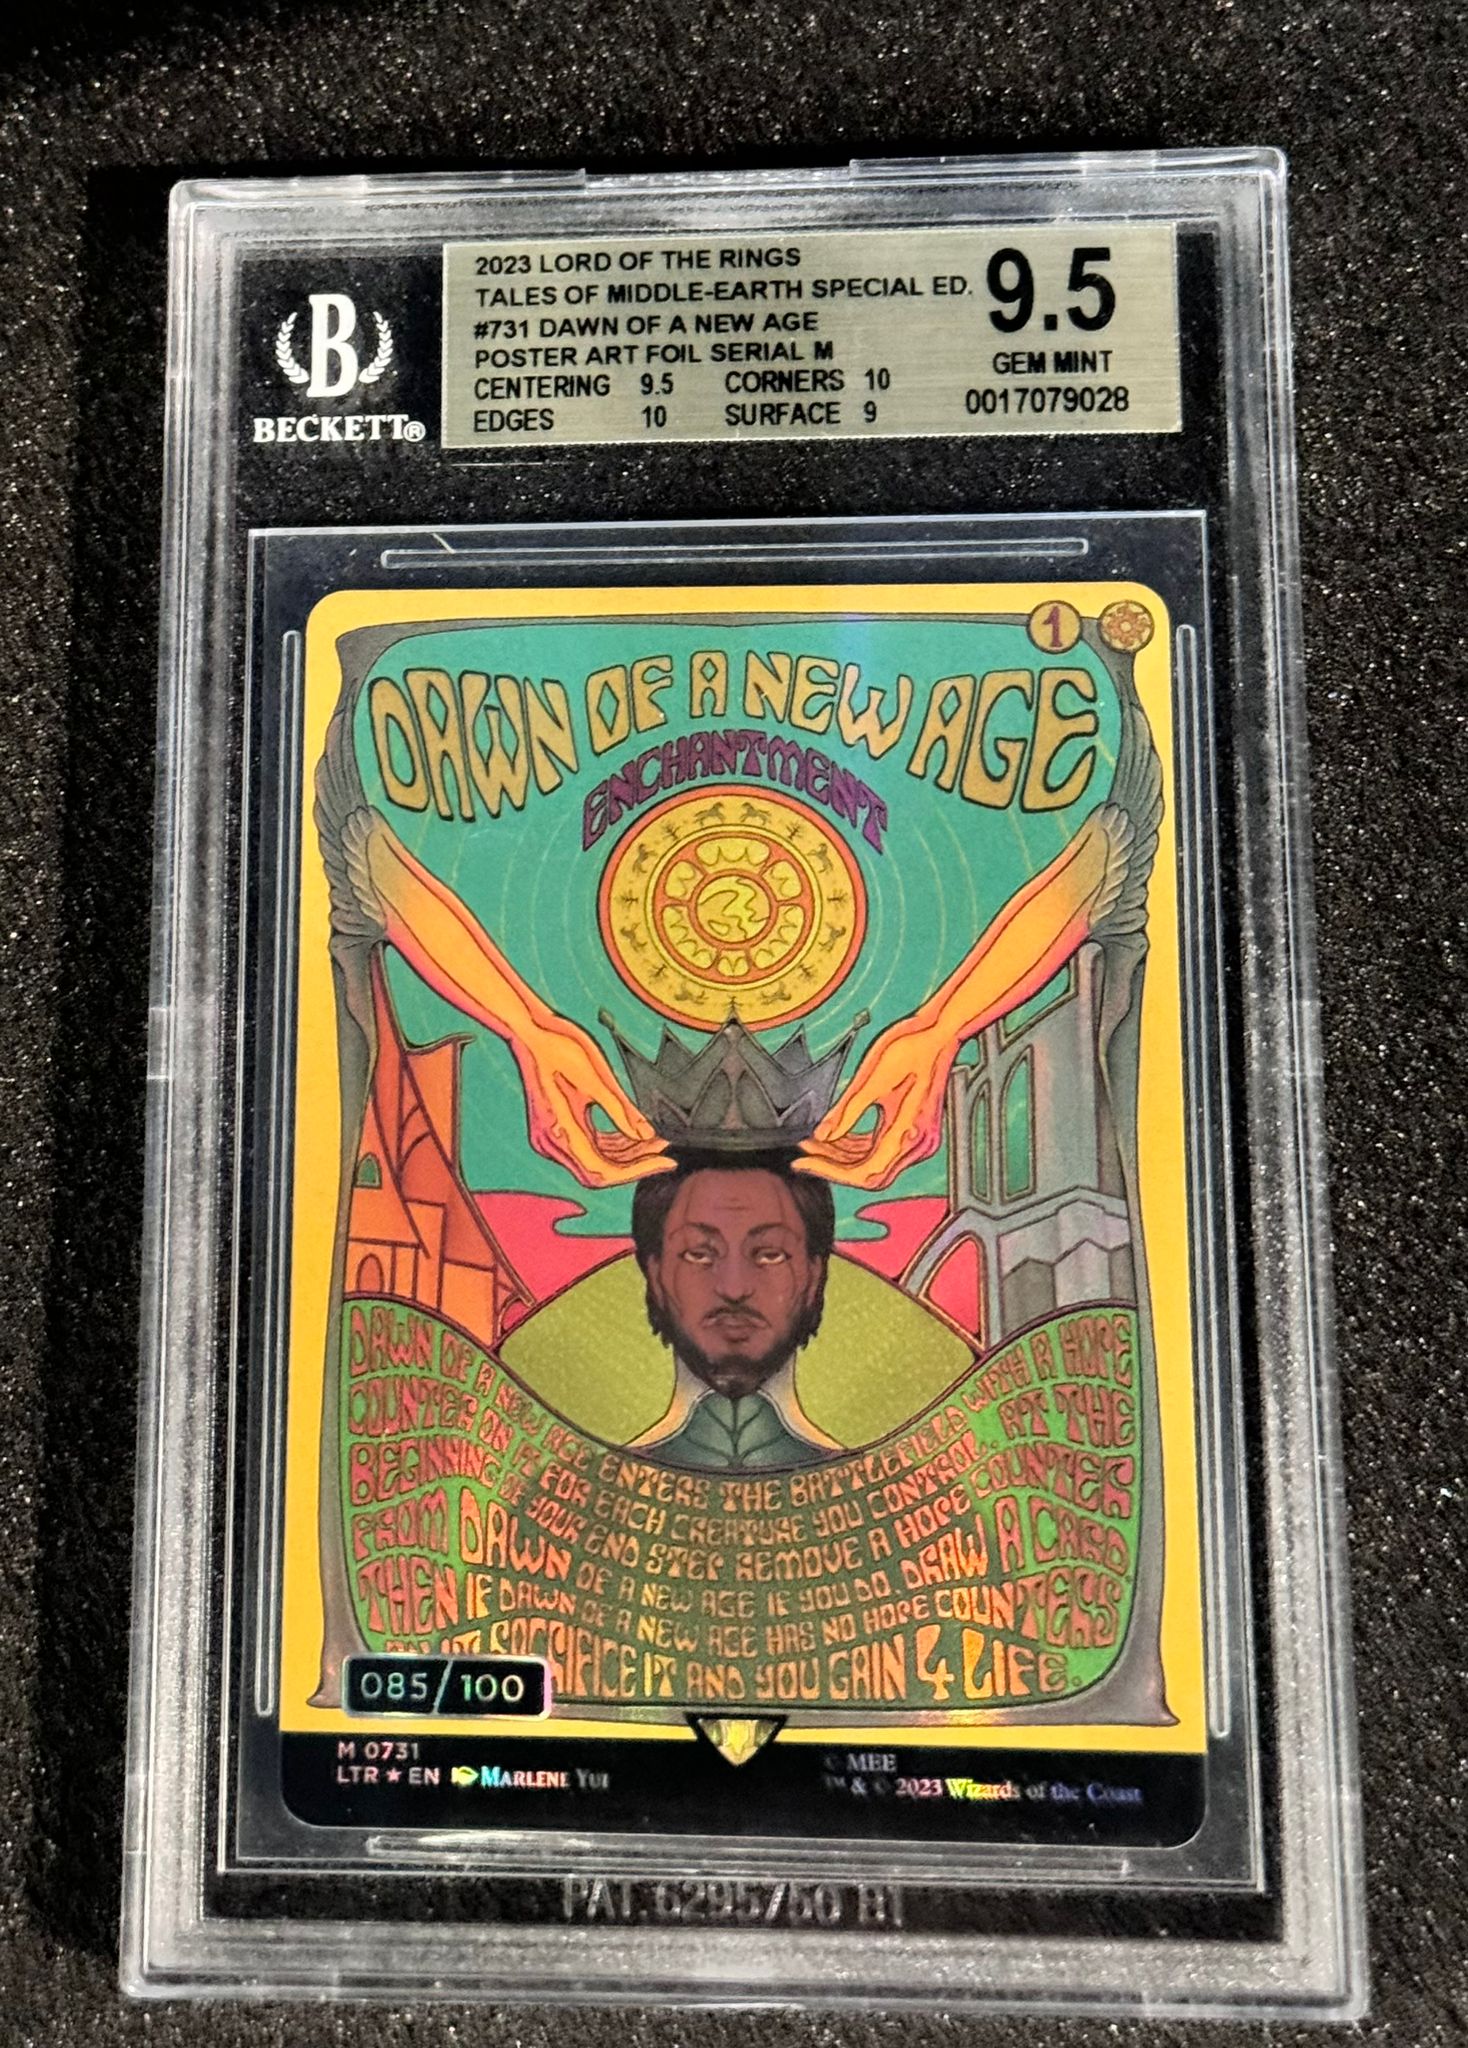 2023 LORD OF THE RINGS
TALES OF MIDDLE-EARTH SPECIAL ED.
#731 DAWN OF A NEW AGE
POSTER ART FOIL SERIAL M
CENTERING 9.5 CORNERS 10
EDGES 10 SURFACE 9
9.5
GEM MINT
0017079028
B
BECKETT®
1
DAWN OF A NEW AGE
ENCHANTMENT
DAWN OF A NEW AGE ENTERS THE BATTLEFIELD WITH A HOPE
COUNTER ON IT FOR EACH CREATURE YOU CONTROL. AT THE
BEGINNING OF YOUR END STEP REMOVE A HOPE COUNTER
FROM DAWN OF A NEW AGE IF YOU DO, DRAW A CARD
THEN IF DAWN OF A NEW AGE HAS NO HOPE COUNTERS
SACRIFICE IT AND YOU GAIN 4 LIFE.
085/100
M 0731
LTR ★ EN MARLENE YUI
© MEE
™ & © 2023 Wizards of the Coast